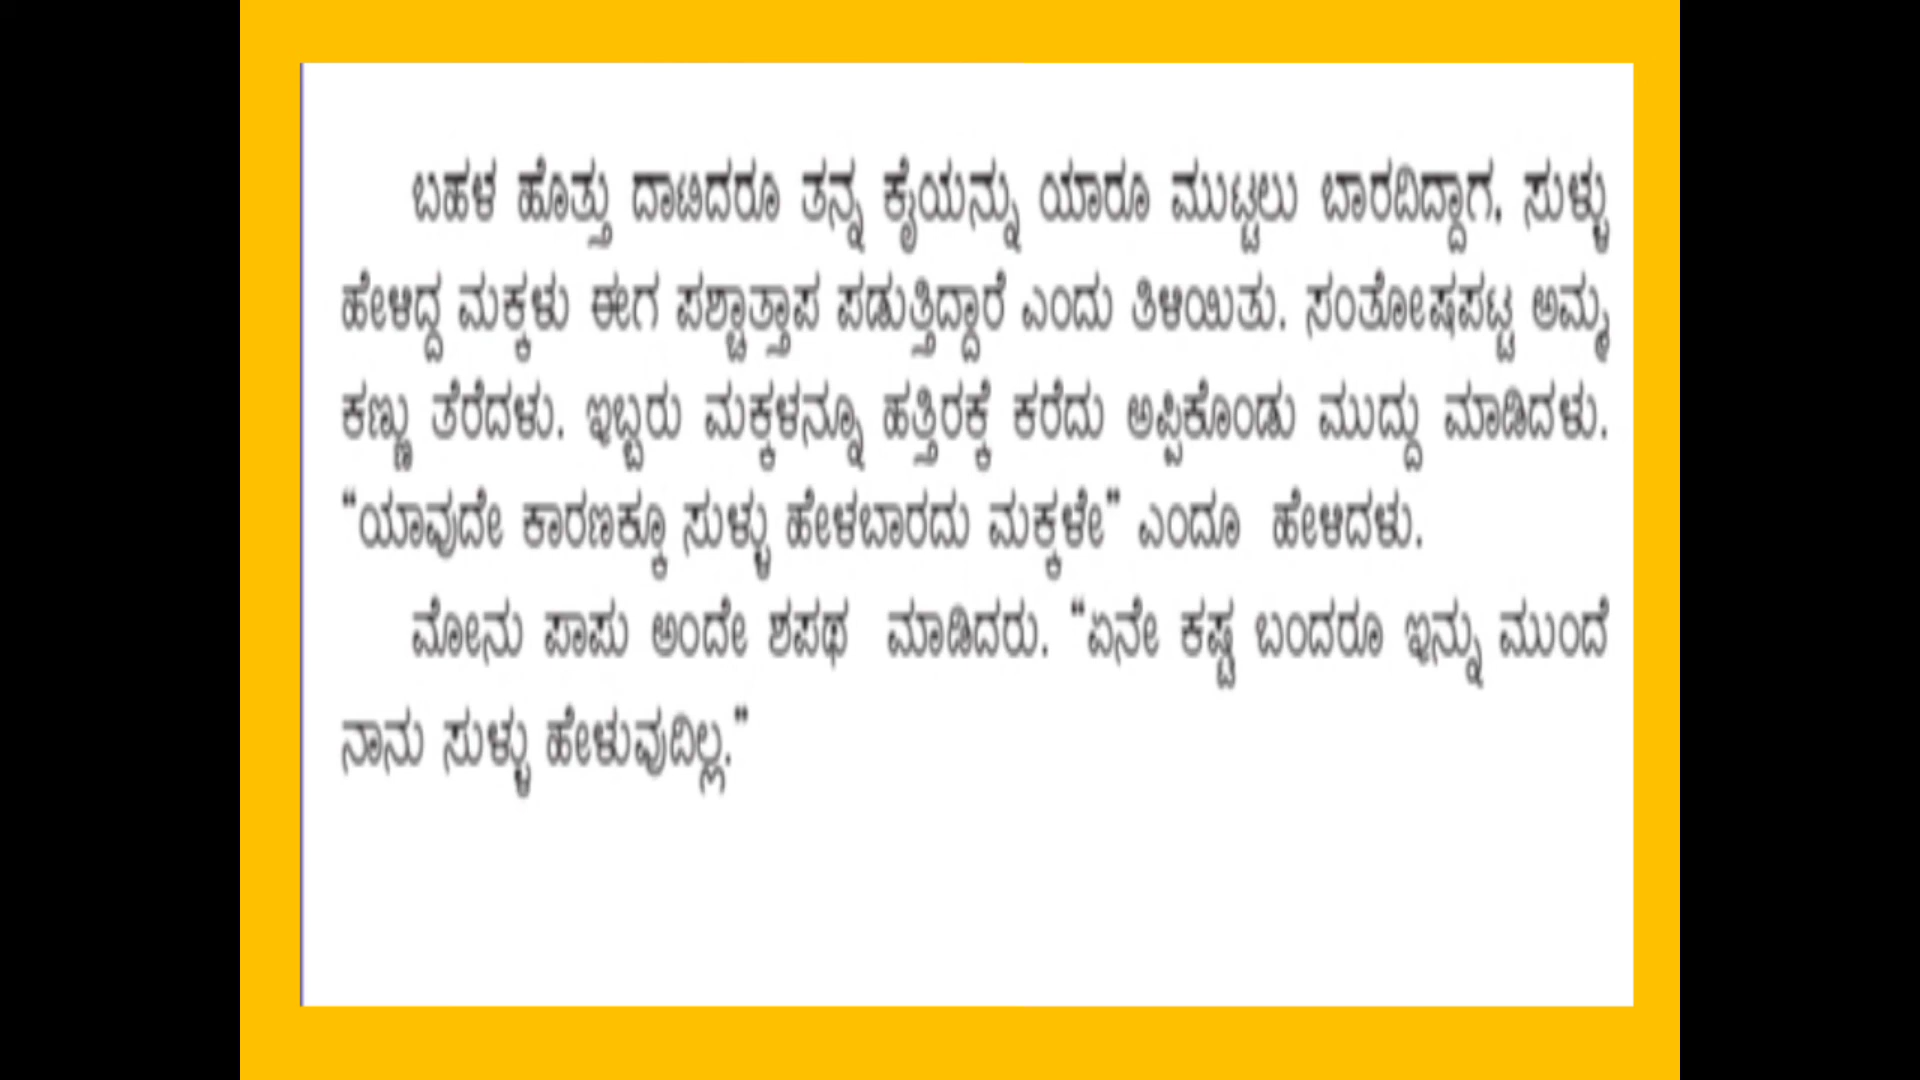 ಬಹಳ ಹೊತ್ತು ದಾಟಿದರೂ ತನ್ನ ಕೈಯನ್ನು ಯಾರೂ ಮುಟ್ಟಲು ಬಾರದಿದ್ದಾಗ, ಸುಳ್ಳು
ಹೇಳಿದ್ದ ಮಕ್ಕಳು ಈಗ ಪಶ್ಚಾತ್ತಾಪ ಪಡುತ್ತಿದ್ದಾರೆ ಎಂದು ತಿಳಿಯಿತು. ಸಂತೋಷಪಟ್ಟ ಅಮ್ಮ
ಕಣ್ಣು ತೆರೆದಳು. ಇಬ್ಬರು ಮಕ್ಕಳನ್ನೂ ಹತ್ತಿರಕ್ಕೆ ಕರೆದು ಅಪ್ಪಿಕೊಂಡು ಮುದ್ದು ಮಾಡಿದಳು.
“ಯಾವುದೇ ಕಾರಣಕ್ಕೂ ಸುಳ್ಳು ಹೇಳಬಾರದು ಮಕ್ಕಳೇ” ಎಂದೂ ಹೇಳಿದಳು.
ಮೋನು ಪಾಪು ಅಂದೇ ಶಪಥ ಮಾಡಿದರು. “ಏನೇ ಕಷ್ಟ ಬಂದರೂ ಇನ್ನು ಮುಂದೆ
ನಾನು ಸುಳ್ಳು ಹೇಳುವುದಿಲ್ಲ.”